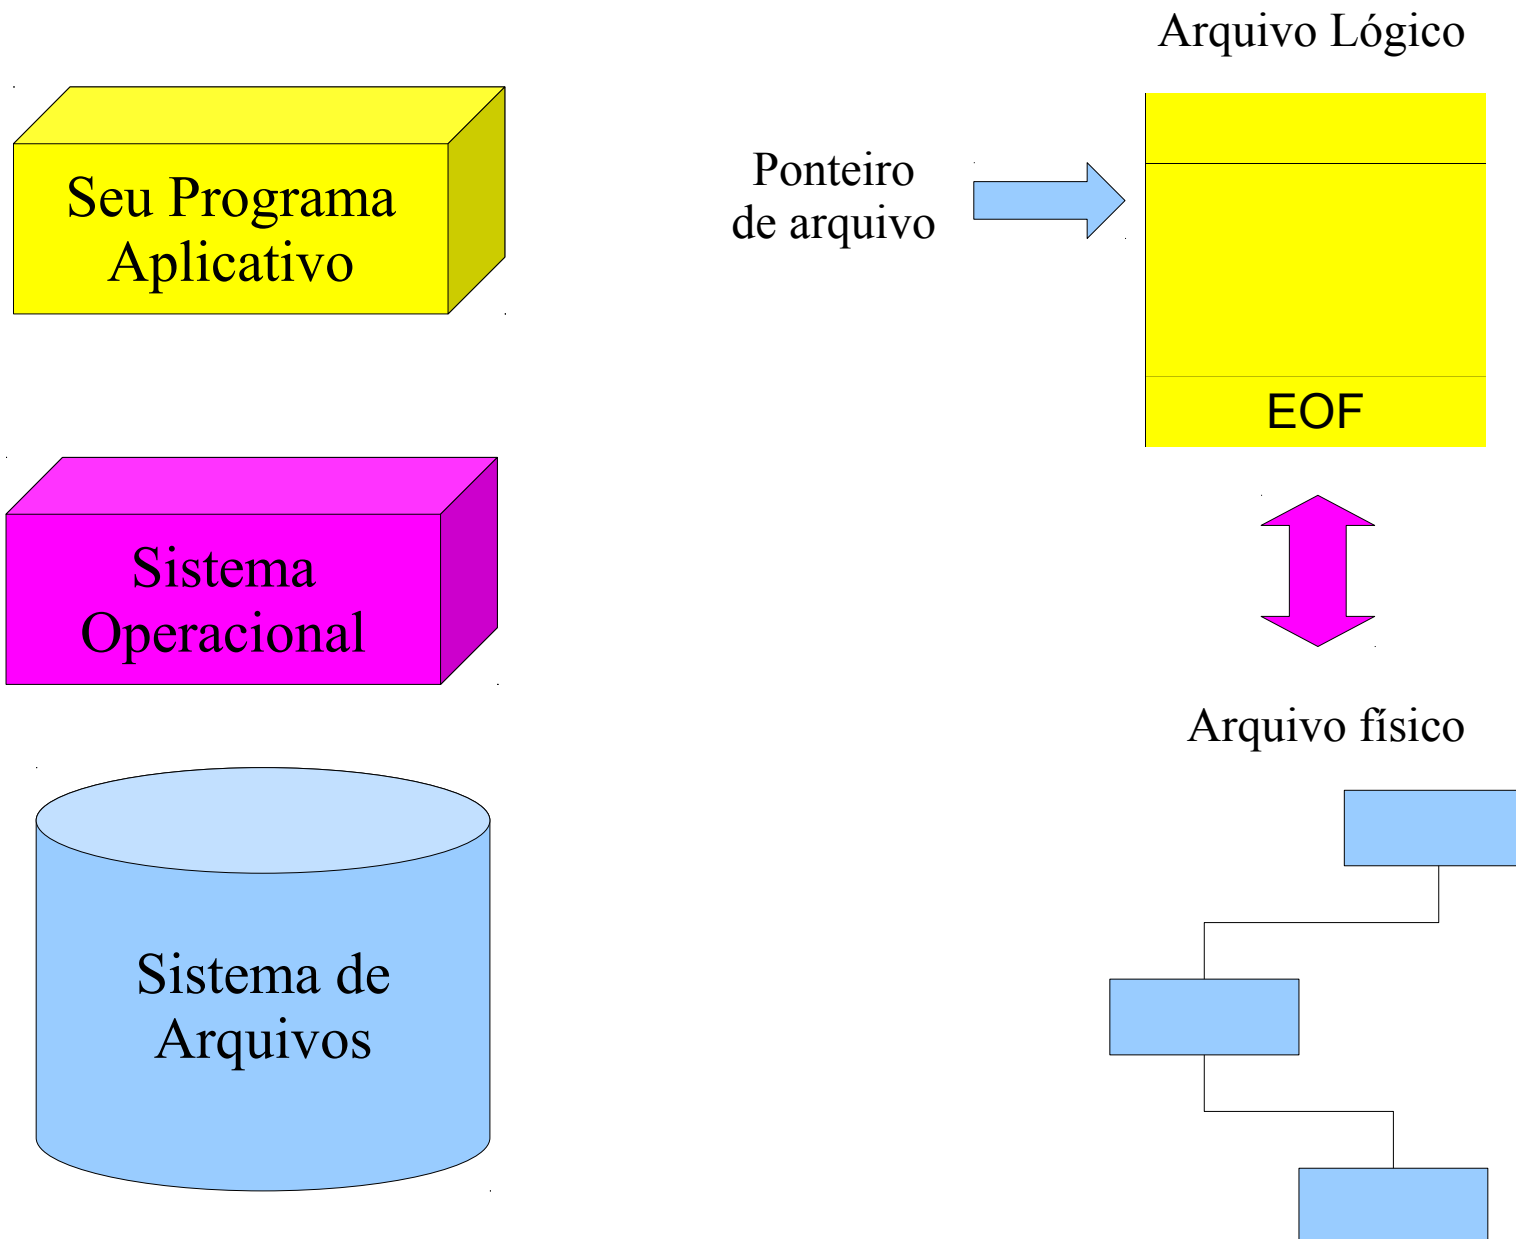 Arquivo Lógico
Seu Programa
Aplicativo
Ponteiro
de arquivo
EOF
Sistema
Operacional
Arquivo físico
Sistema de
Arquivos